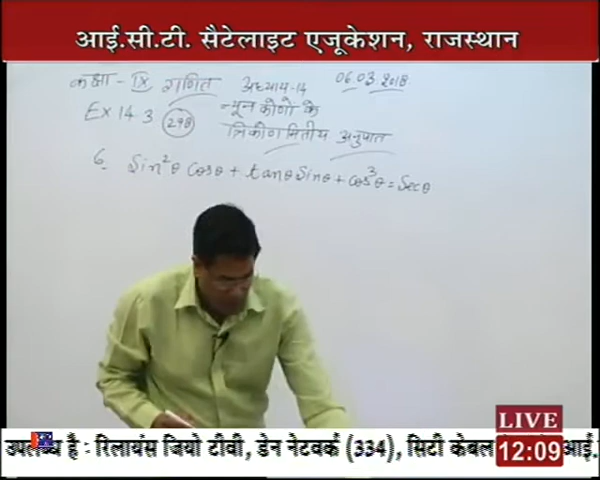 आई.सी.टी. सैटेलाइट एजूकेशन, राजस्थान
कक्षा - IX गणित अध्याय-14 06.03.2018
Ex 14.3 298 न्यून कोणो के
त्रिकोणमितीय अनुपात
6. Sin²θ Cosθ + tanθ Sinθ + Cos³θ = Secθ
LIVE
12:09
उपलब्ध है : रिलायंस जियो टीवी, डेन नेटवर्क (334), सिटी केबल आई.